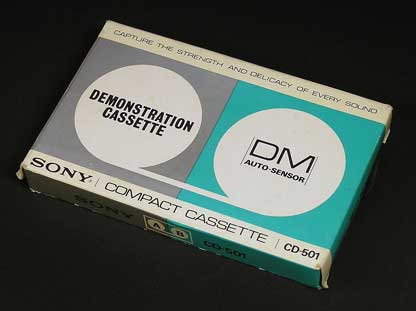 CAPTURE THE STRENGTH AND DELICACY OF EVERY SOUND
DEMONSTRATION
CASSETTE
DM
AUTO-SENSOR
SONY | COMPACT CASSETTE | CD-501
SONY A B CD-501